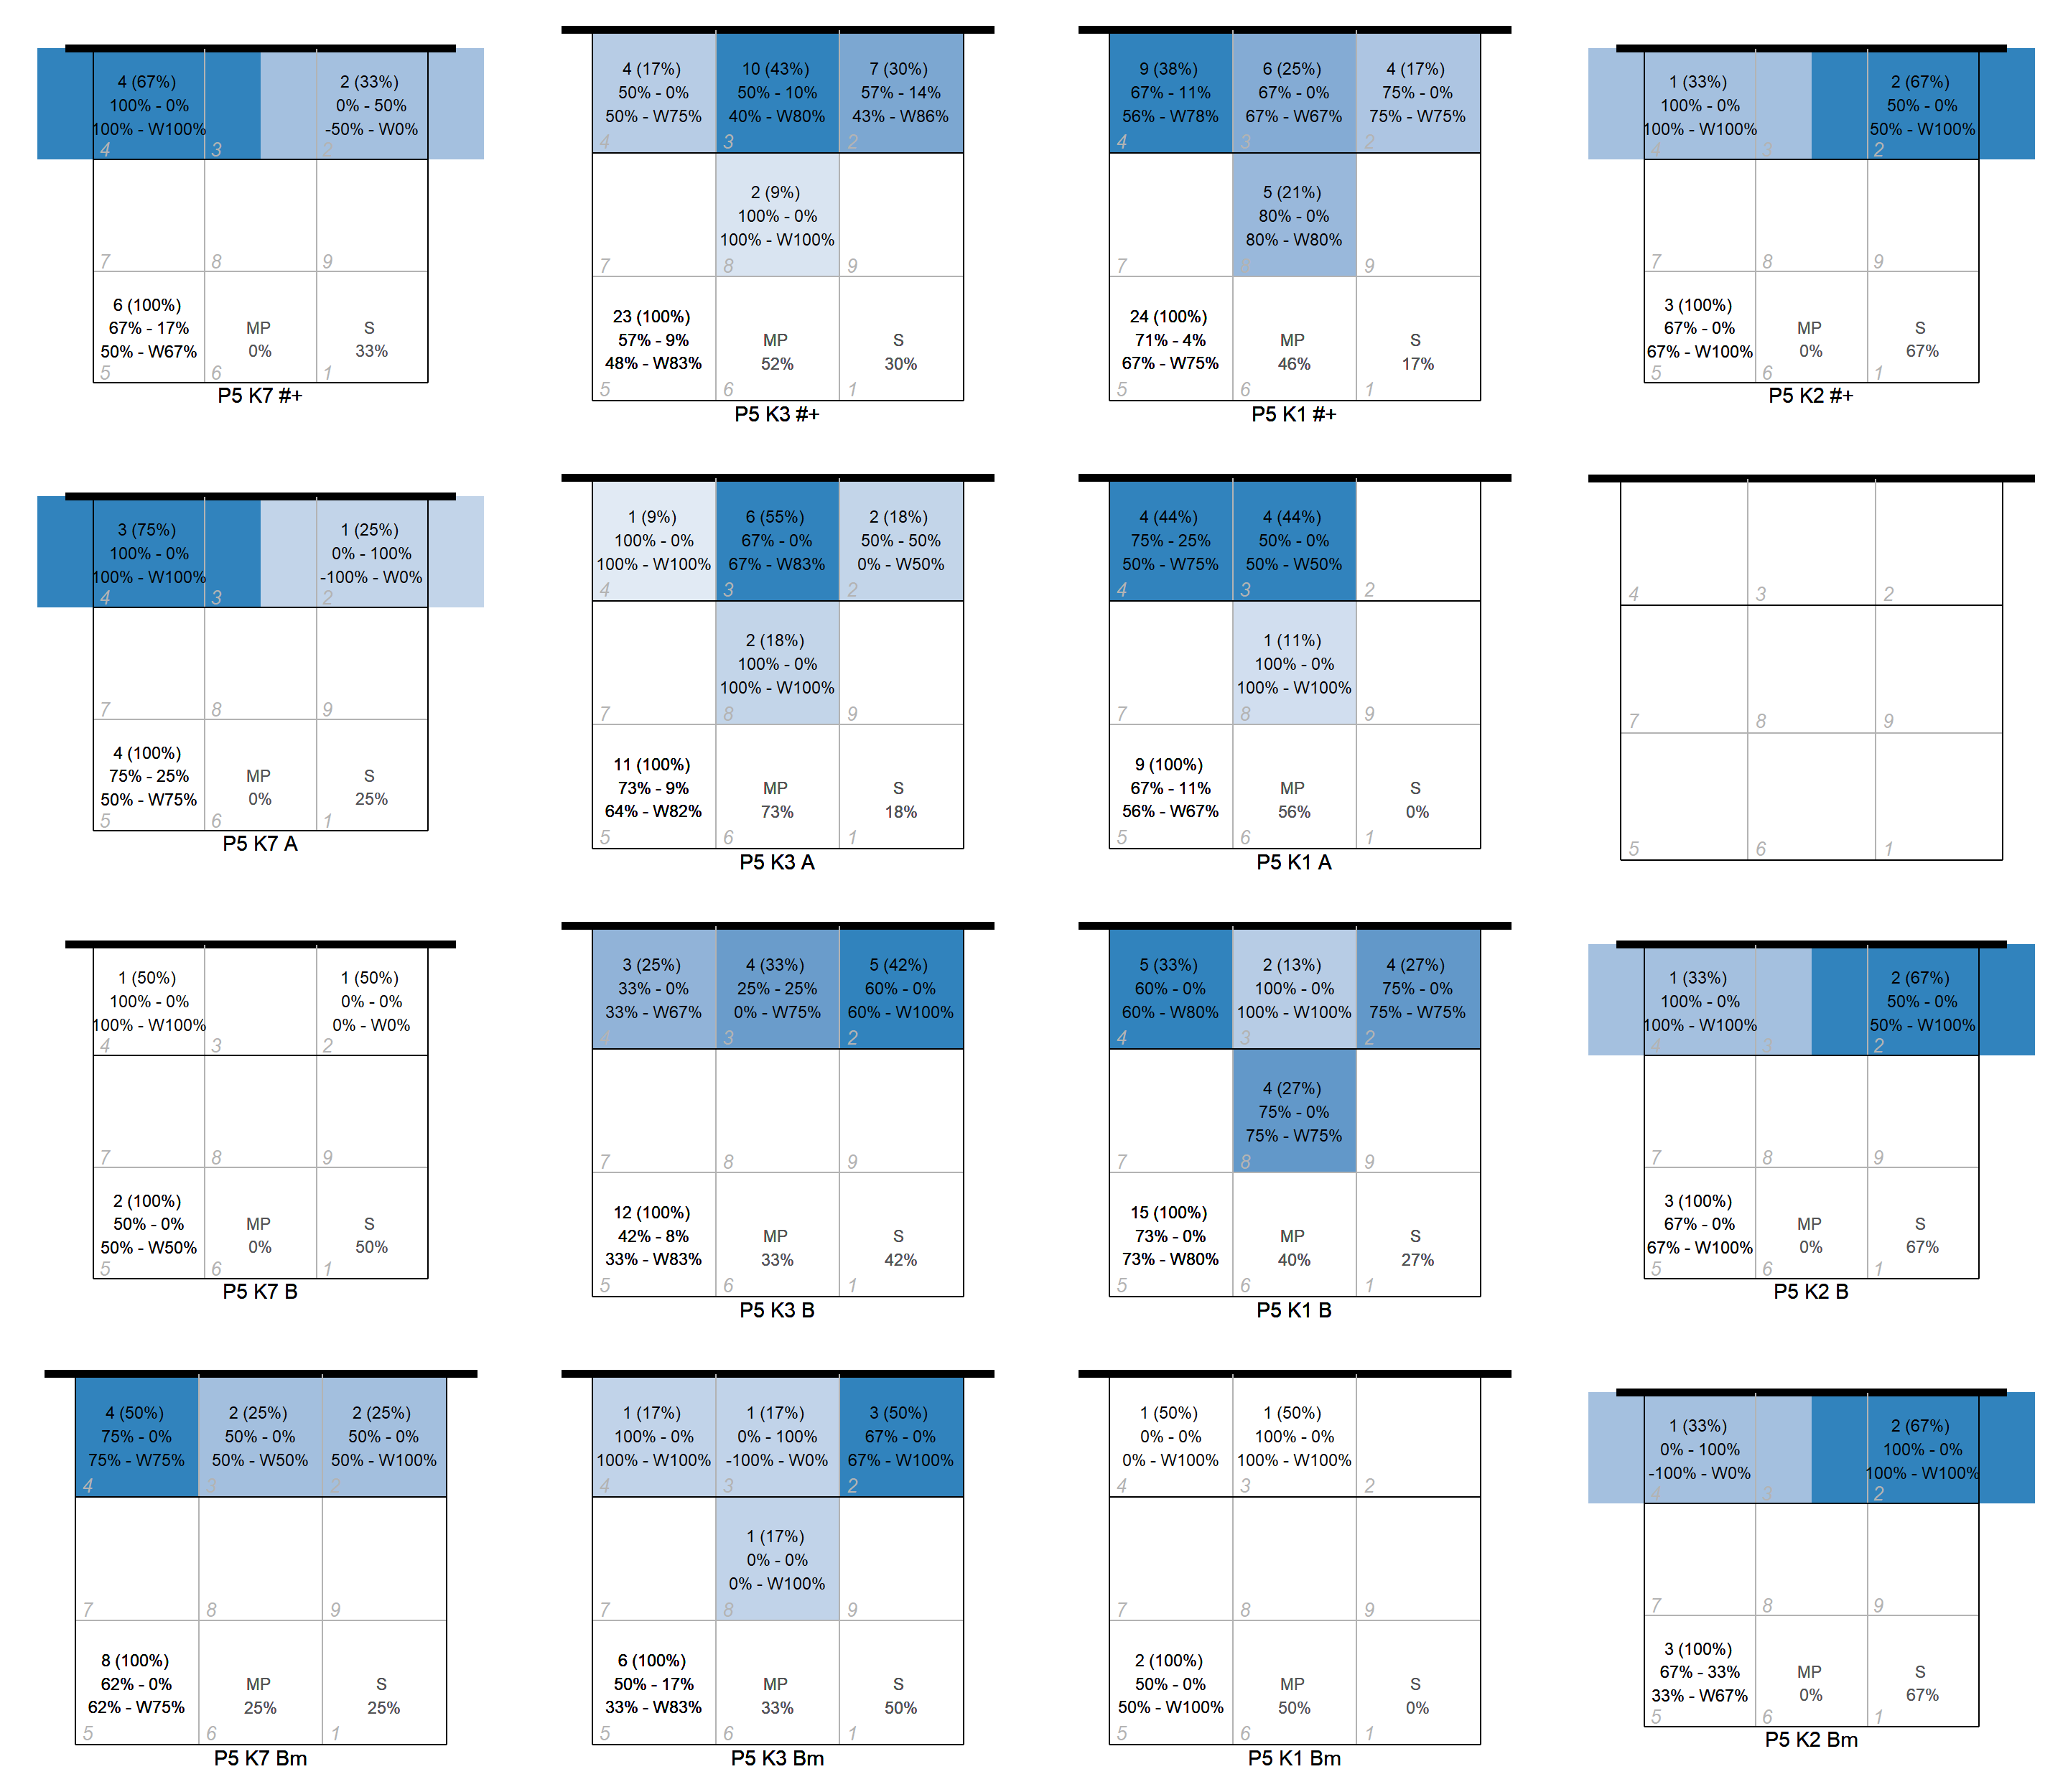 4 (67%)
100% - 0%
100% - W100%
4
3
2 (33%)
0% - 50%
-50% - W0%
2
7
8
9
6 (100%)
67% - 17%
50% - W67%
5
MP
0%
6
S
33%
1
P5 K7 #+
4 (17%)
50% - 0%
50% - W75%
4
10 (43%)
50% - 10%
40% - W80%
3
7 (30%)
57% - 14%
43% - W86%
2
7
2 (9%)
100% - 0%
100% - W100%
8
9
23 (100%)
57% - 9%
48% - W83%
5
MP
52%
6
S
30%
1
P5 K3 #+
9 (38%)
67% - 11%
56% - W78%
4
6 (25%)
67% - 0%
67% - W67%
3
4 (17%)
75% - 0%
75% - W75%
2
7
5 (21%)
80% - 0%
80% - W80%
9
24 (100%)
71% - 4%
67% - W75%
5
MP
46%
6
S
17%
1
P5 K1 #+
1 (33%)
100% - 0%
100% - W100%
4
3
2 (67%)
50% - 0%
50% - W100%
2
7
8
9
3 (100%)
67% - 0%
67% - W100%
5
MP
0%
6
S
67%
1
P5 K2 #+
3 (75%)
100% - 0%
100% - W100%
4
3
1 (25%)
0% - 100%
-100% - W0%
2
7
8
9
4 (100%)
75% - 25%
50% - W75%
5
MP
0%
6
S
25%
1
P5 K7 A
1 (9%)
100% - 0%
100% - W100%
4
6 (55%)
67% - 0%
67% - W83%
3
2 (18%)
50% - 50%
0% - W50%
2
7
2 (18%)
100% - 0%
100% - W100%
8
9
11 (100%)
73% - 9%
64% - W82%
5
MP
73%
6
S
18%
1
P5 K3 A
4 (44%)
75% - 25%
50% - W75%
4
4 (44%)
50% - 0%
50% - W50%
3
2
7
1 (11%)
100% - 0%
100% - W100%
8
9
9 (100%)
67% - 11%
56% - W67%
5
MP
56%
6
S
0%
1
P5 K1 A
4
3
2
7
8
9
5
6
1
1 (50%)
100% - 0%
100% - W100%
4
3
1 (50%)
0% - 0%
0% - W0%
2
7
8
9
2 (100%)
50% - 0%
50% - W50%
5
MP
0%
6
S
50%
1
P5 K7 B
3 (25%)
33% - 0%
33% - W67%
4
4 (33%)
25% - 25%
0% - W75%
3
5 (42%)
60% - 0%
60% - W100%
2
7
8
9
12 (100%)
42% - 8%
33% - W83%
5
MP
33%
6
S
42%
1
P5 K3 B
5 (33%)
60% - 0%
60% - W80%
4
2 (13%)
100% - 0%
100% - W100%
3
4 (27%)
75% - 0%
75% - W75%
2
7
4 (27%)
75% - 0%
75% - W75%
8
9
15 (100%)
73% - 0%
73% - W80%
5
MP
40%
6
S
27%
1
P5 K1 B
1 (33%)
100% - 0%
100% - W100%
4
3
2 (67%)
50% - 0%
50% - W100%
2
7
8
9
3 (100%)
67% - 0%
67% - W100%
5
MP
0%
6
S
67%
1
P5 K2 B
4 (50%)
75% - 0%
75% - W75%
4
2 (25%)
50% - 0%
50% - W50%
3
2 (25%)
50% - 0%
50% - W100%
2
7
8
9
8 (100%)
62% - 0%
62% - W75%
5
MP
25%
6
S
25%
1
P5 K7 Bm
1 (17%)
100% - 0%
100% - W100%
4
1 (17%)
0% - 100%
-100% - W0%
3
3 (50%)
67% - 0%
67% - W100%
2
7
1 (17%)
0% - 0%
0% - W100%
8
9
6 (100%)
50% - 17%
33% - W83%
5
MP
33%
6
S
50%
1
P5 K3 Bm
1 (50%)
0% - 0%
0% - W100%
4
1 (50%)
100% - 0%
100% - W100%
3
2
7
8
9
2 (100%)
50% - 0%
50% - W100%
5
MP
50%
6
S
0%
1
P5 K1 Bm
1 (33%)
0% - 100%
-100% - W0%
4
3
2 (67%)
100% - 0%
100% - W100%
2
7
8
9
3 (100%)
67% - 33%
33% - W67%
5
MP
0%
6
S
67%
1
P5 K2 Bm